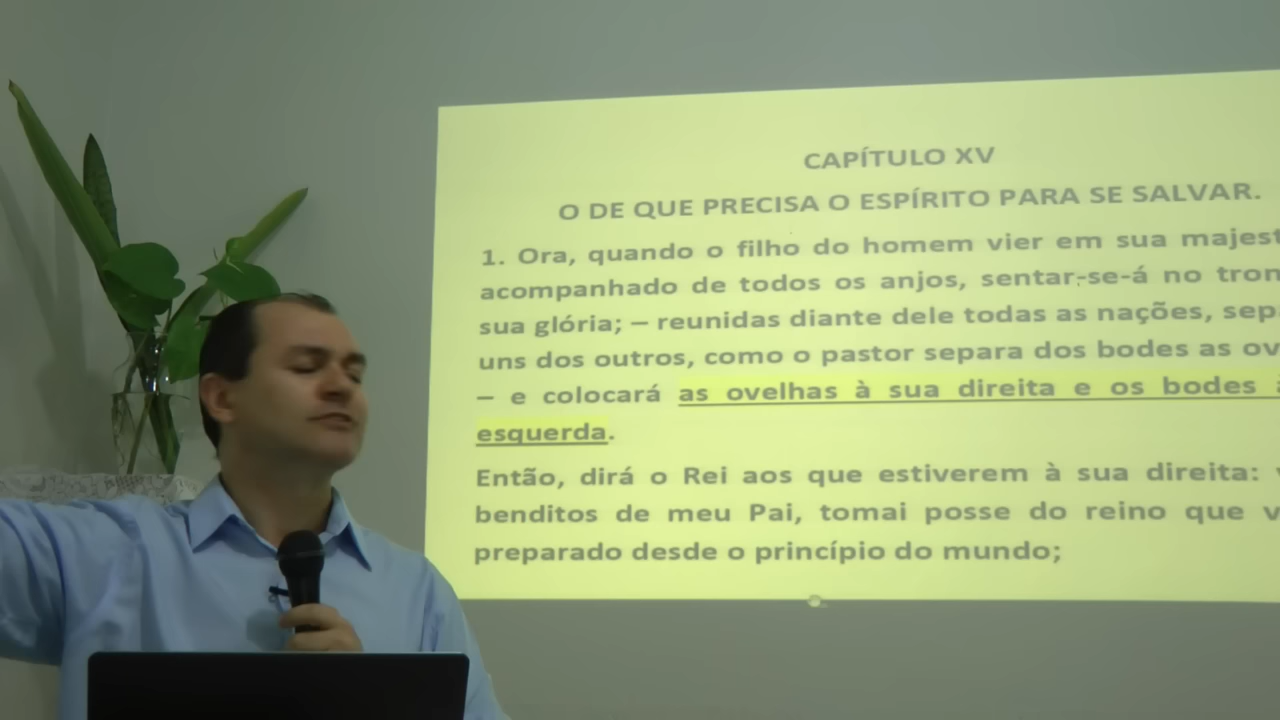 CAPÍTULO XV
O DE QUE PRECISA O ESPÍRITO PARA SE SALVAR.
1. Ora, quando o filho do homem vier em sua majest
acompanhado de todos os anjos, sentar-se-á no tron
sua glória; – reunidas diante dele todas as nações, sep
uns dos outros, como o pastor separa dos bodes as ov
– e colocará as ovelhas à sua direita e os bodes
esquerda.
Então, dirá o Rei aos que estiverem à sua direita:
benditos de meu Pai, tomai posse do reino que v
preparado desde o princípio do mundo;